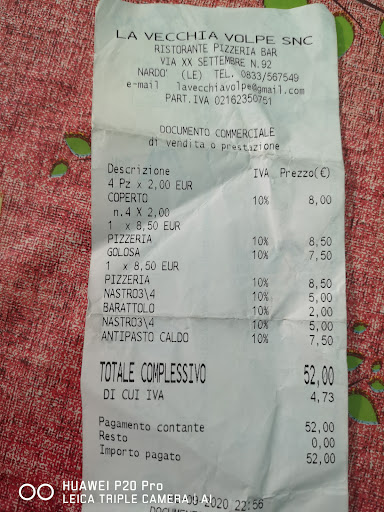 LA VECCHIA VOLPE SNC
RISTORANTE PIZZERIA BAR
VIA XX SETTEMBRE N.92
NARDO' (LE) TEL. 0833/567549
e-mail lavecchiavolpe@gmail.com
PART.IVA 02162350751
DOCUMENTO COMMERCIALE
di vendita o prestazione
Descrizione IVA Prezzo(€)
4 Pz x 2,00 EUR
COPERTO 10% 8,00
n.4 X 2,00
1 x 8,50 EUR
PIZZERIA 10% 8,50
GOLOSA 10% 7,50
1 x 8,50 EUR
PIZZERIA 10% 8,50
NASTRO3\4 10% 5,00
BARATTOLO 10% 2,00
NASTRO3\4 10% 5,00
ANTIPASTO CALDO 10% 7,50
TOTALE COMPLESSIVO 52,00
DI CUI IVA 4,73
Pagamento contante 52,00
Resto 0,00
Importo pagato 52,00
2020 22:56
HUAWEI P20 Pro
LEICA TRIPLE CAMERA | AI